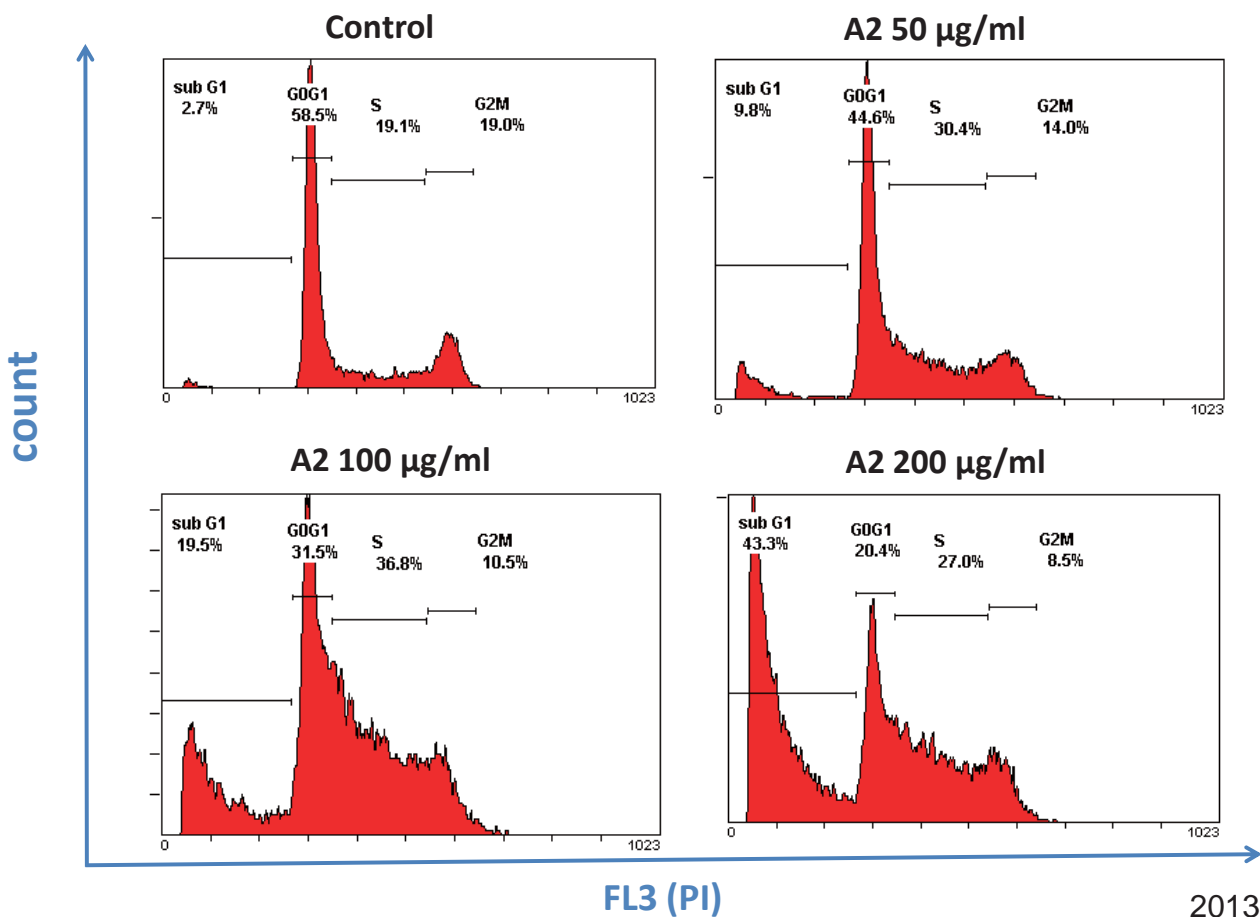 Control
sub G1
2.7%
G0G1
58.5%
S
19.1%
G2M
19.0%
0
1023
A2 50 µg/ml
sub G1
9.8%
G0G1
44.6%
S
30.4%
G2M
14.0%
0
1023
A2 100 µg/ml
sub G1
19.5%
G0G1
31.5%
S
36.8%
G2M
10.5%
0
1023
A2 200 µg/ml
sub G1
43.3%
G0G1
20.4%
S
27.0%
G2M
8.5%
0
1023
count
FL3 (PI)
2013